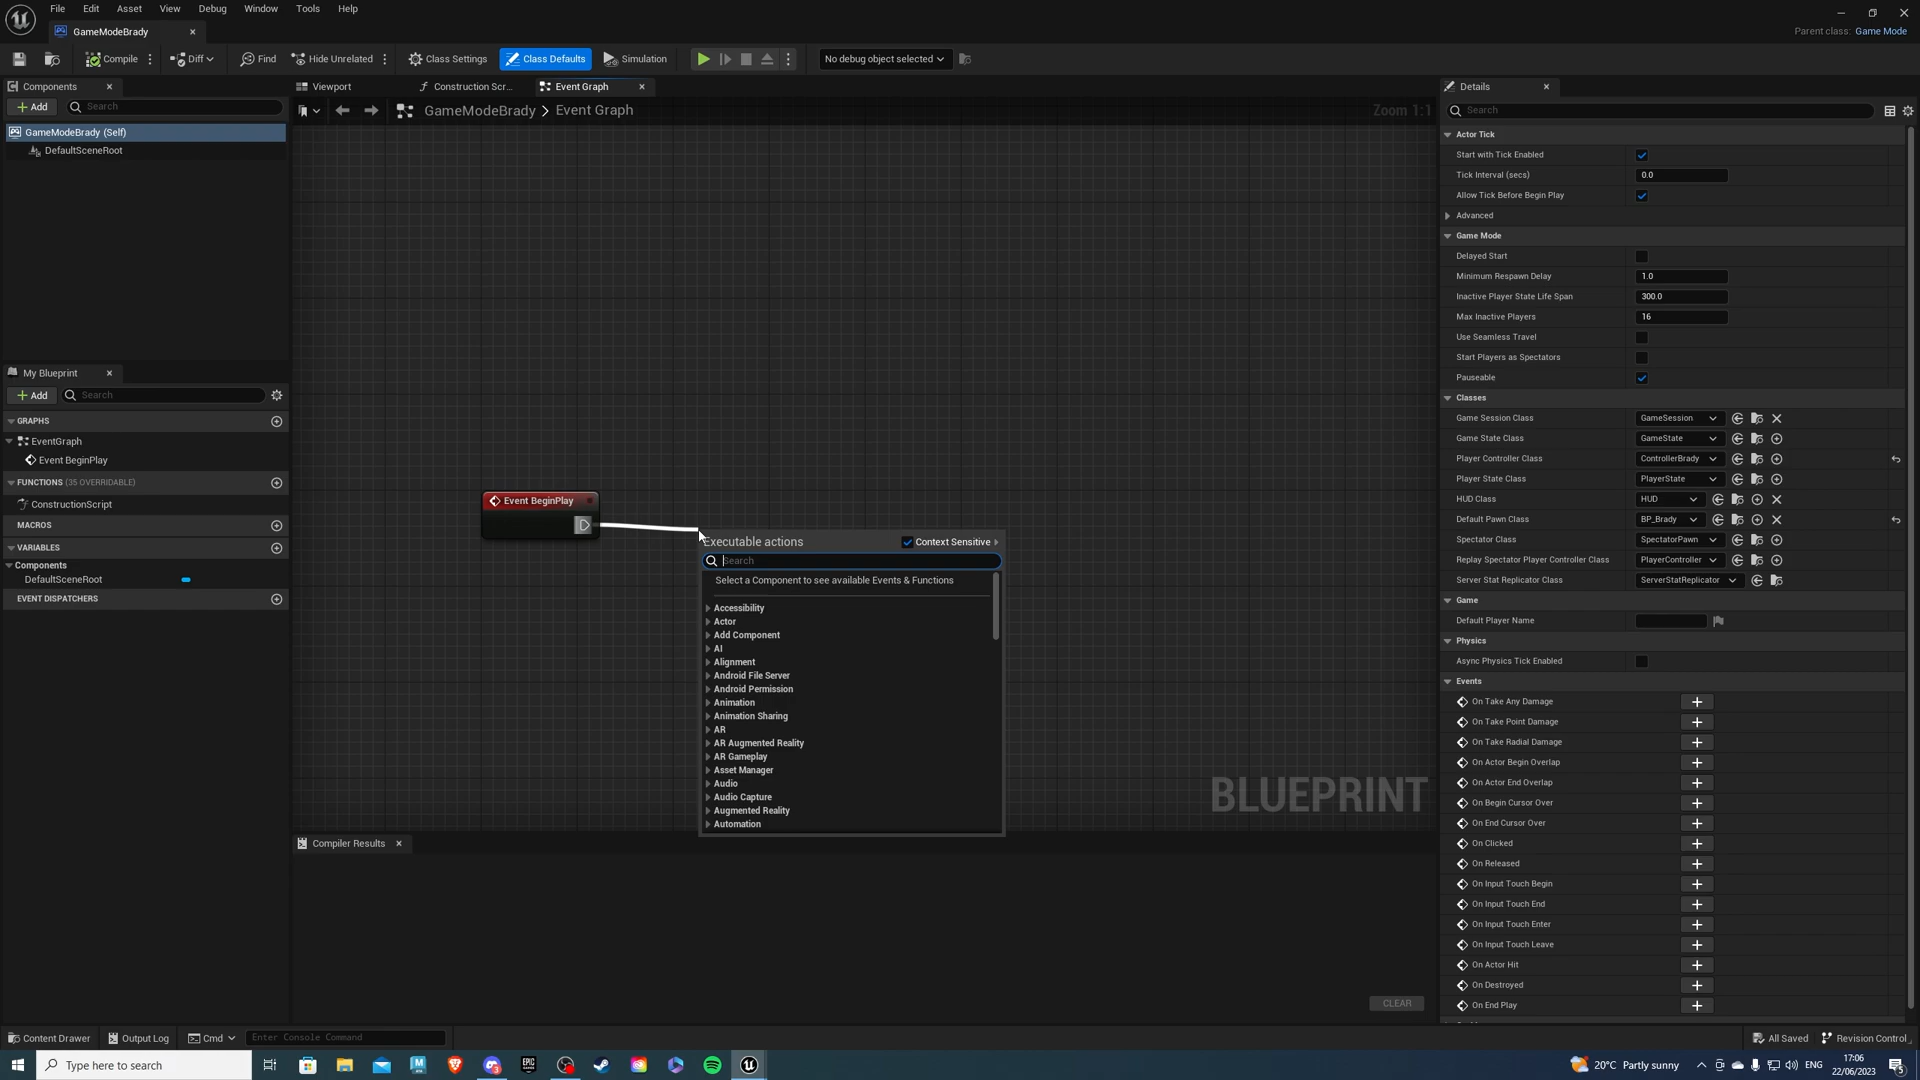 File Edit Asset View Window Debug Tools Help
GameModeBrady
Parent class: Game Mode
Compile Diff Find Hide Unrelated Class Settings Class Defaults Simulation No debug object selected
Components
Add Search
GameModeBrady (Self)
DefaultSceneRoot
My Blueprint
Add Search
GRAPHS
EventGraph
Event BeginPlay
FUNCTIONS (35 OVERRIDABLE)
ConstructionScript
MACROS
VARIABLES
Components
DefaultSceneRoot
EVENT DISPATCHERS
Viewport Construction Scr... Event Graph
GameModeBrady > Event Graph Zoom 1:1
Event BeginPlay
Executable actions Context Sensitive
Search
Select a Component to see available Events & Functions
Accessibility
Actor
Add Component
AI
Alignment
Android File Server
Android Permission
Animation
Animation Sharing
AR
AR Augmented Reality
AR Gameplay
Asset Manager
Audio
Audio Capture
Augmented Reality
Automation
BLUEPRINT
Compiler Results
CLEAR
Details
Search
Actor Tick
Start with Tick Enabled
Tick Interval (secs) 0.0
Allow Tick Before Begin Play
Advanced
Game Mode
Delayed Start
Minimum Respawn Delay 1.0
Inactive Player State Life Span 300.0
Max Inactive Players 16
Use Seamless Travel
Start Players as Spectators
Pauseable
Classes
Game Session Class GameSession
Game State Class GameState
Player Controller Class ControllerBrady
Player State Class PlayerState
HUD Class HUD
Default Pawn Class BP_Brady
Spectator Class SpectatorPawn
Replay Spectator Player Controller Class PlayerController
Server Stat Replicator Class ServerStatReplicator
Game
Default Player Name
Physics
Async Physics Tick Enabled
Events
On Take Any Damage
On Take Point Damage
On Take Radial Damage
On Actor Begin Overlap
On Actor End Overlap
On Begin Cursor Over
On End Cursor Over
On Clicked
On Released
On Input Touch Begin
On Input Touch End
On Input Touch Enter
On Input Touch Leave
On Actor Hit
On Destroyed
On End Play
Content Drawer Output Log Cmd Enter Console Command All Saved Revision Control
Type here to search
20°C Partly sunny ENG
17:06
22/06/2023